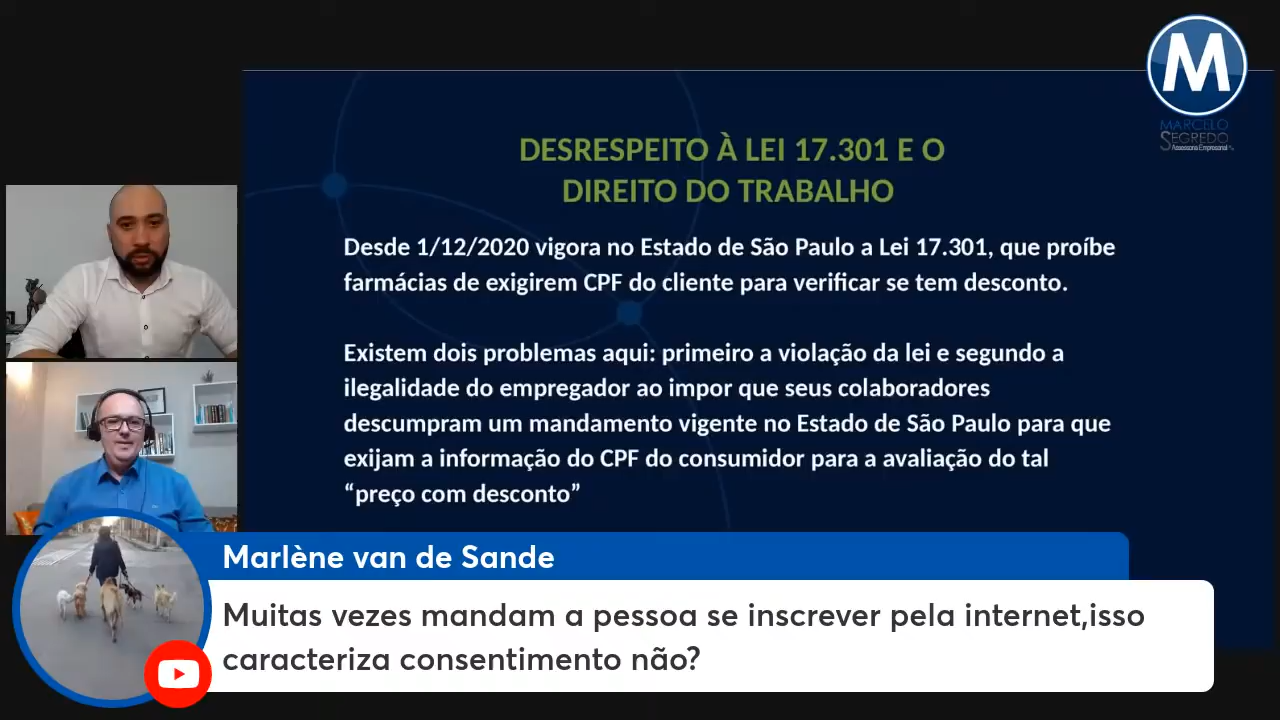 M
MARCELO
SEGREDO
Assessoria Empresarial
DESRESPEITO À LEI 17.301 E O
DIREITO DO TRABALHO
Desde 1/12/2020 vigora no Estado de São Paulo a Lei 17.301, que proíbe
farmácias de exigirem CPF do cliente para verificar se tem desconto.
Existem dois problemas aqui: primeiro a violação da lei e segundo a
ilegalidade do empregador ao impor que seus colaboradores
descumpram um mandamento vigente no Estado de São Paulo para que
exijam a informação do CPF do consumidor para a avaliação do tal
“preço com desconto”
Marlène van de Sande
Muitas vezes mandam a pessoa se inscrever pela internet,isso
caracteriza consentimento não?